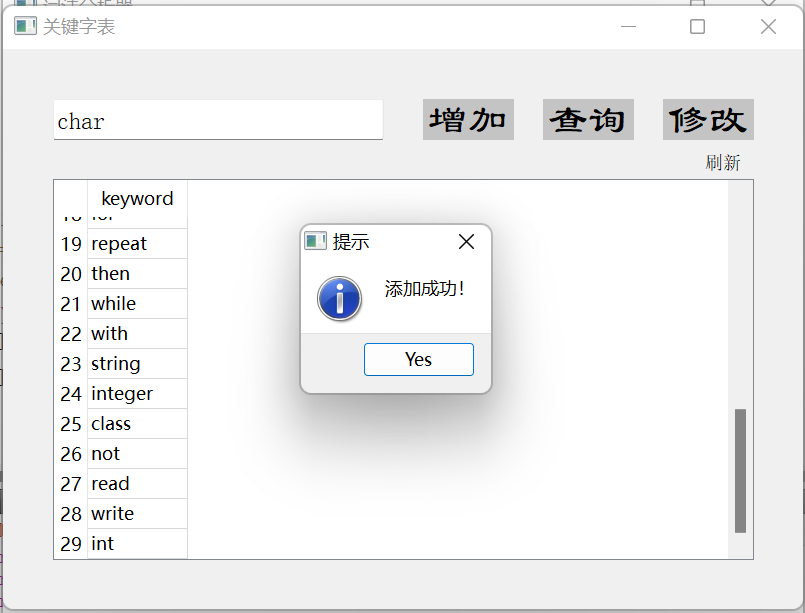 关键字表
char
增加 查询 修改
刷新
keyword
19 repeat
20 then
21 while
22 with
23 string
24 integer
25 class
26 not
27 read
28 write
29 int
提示
添加成功!
Yes